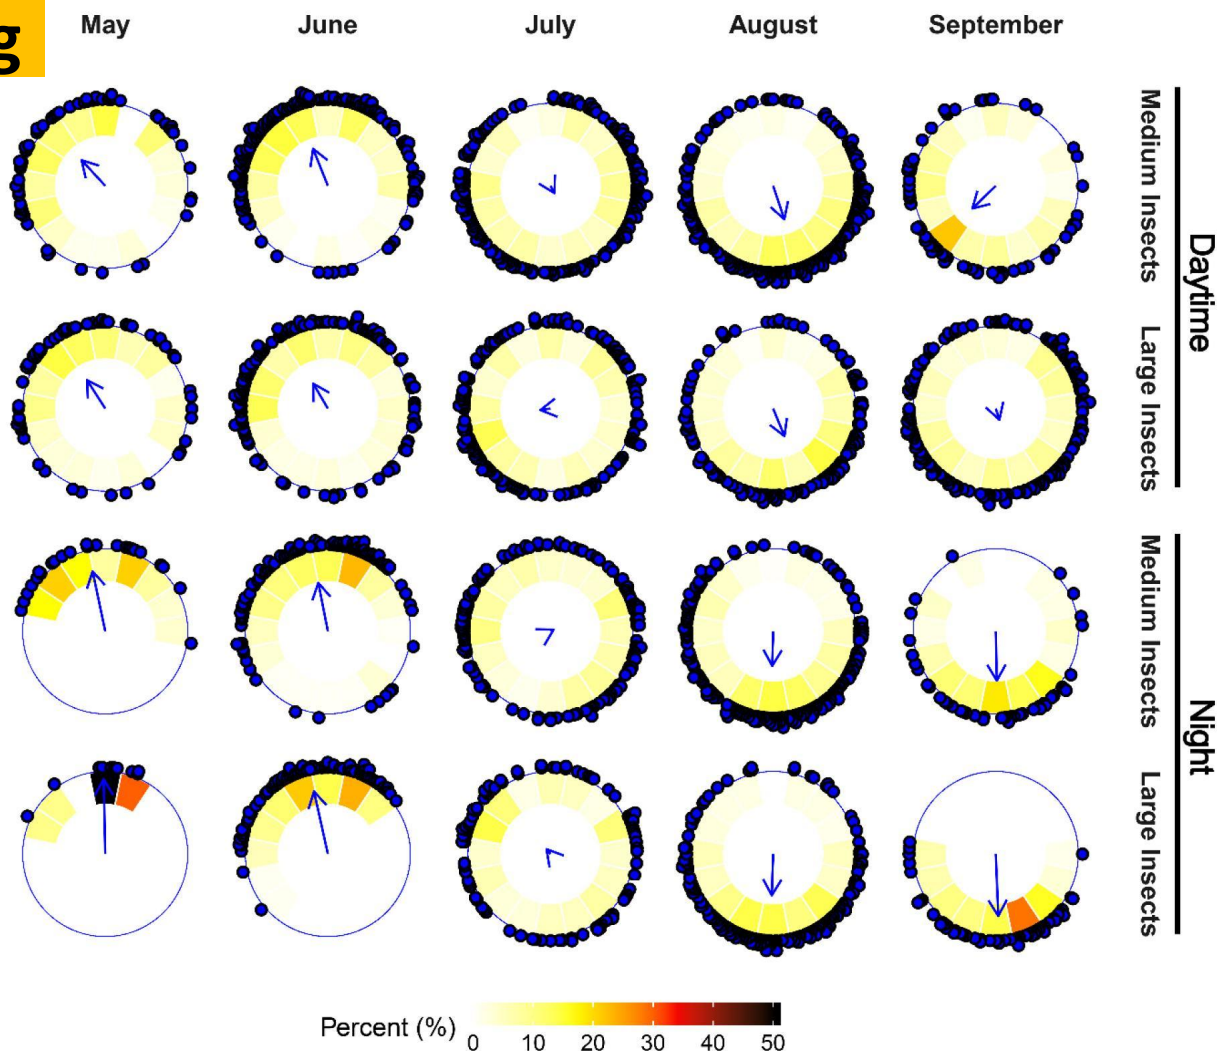 g
May June July August September
Medium Insects
Large Insects
Daytime
Medium Insects
Large Insects
Night
Percent (%)
0 10 20 30 40 50